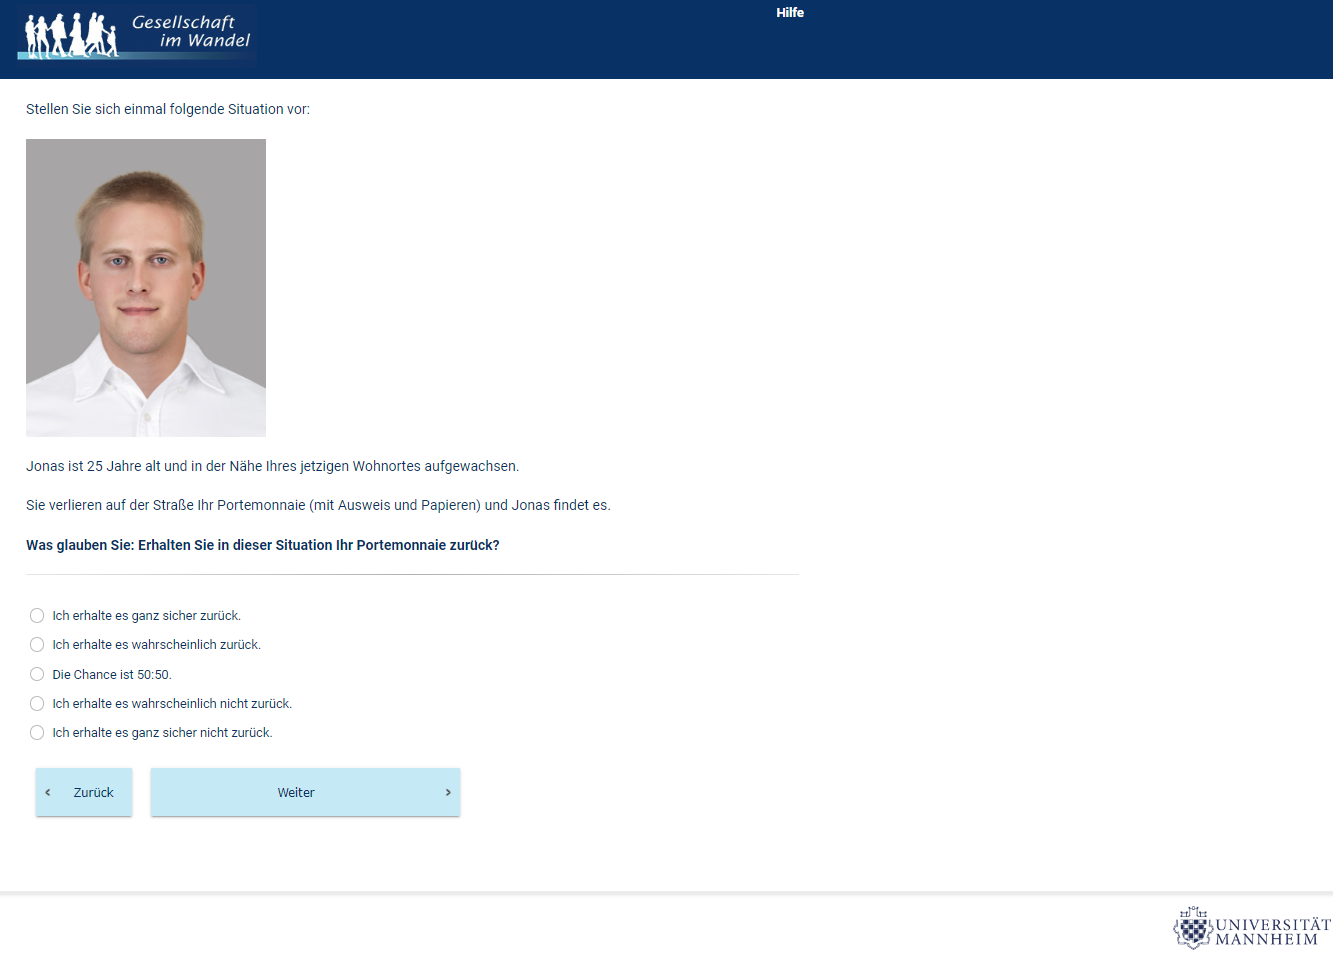 Gesellschaft
im Wandel
Hilfe
Stellen Sie sich einmal folgende Situation vor:
Jonas ist 25 Jahre alt und in der Nähe Ihres jetzigen Wohnortes aufgewachsen.
Sie verlieren auf der Straße Ihr Portemonnaie (mit Ausweis und Papieren) und Jonas findet es.
Was glauben Sie: Erhalten Sie in dieser Situation Ihr Portemonnaie zurück?
Ich erhalte es ganz sicher zurück.
Ich erhalte es wahrscheinlich zurück.
Die Chance ist 50:50.
Ich erhalte es wahrscheinlich nicht zurück.
Ich erhalte es ganz sicher nicht zurück.
Zurück
Weiter
UNIVERSITÄT
MANNHEIM